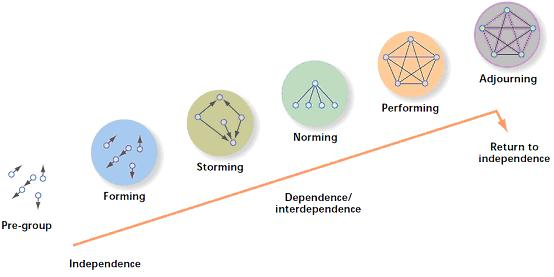 Pre-group
Forming
Storming
Norming
Performing
Adjourning
Independence
Dependence/
interdependence
Return to
independence